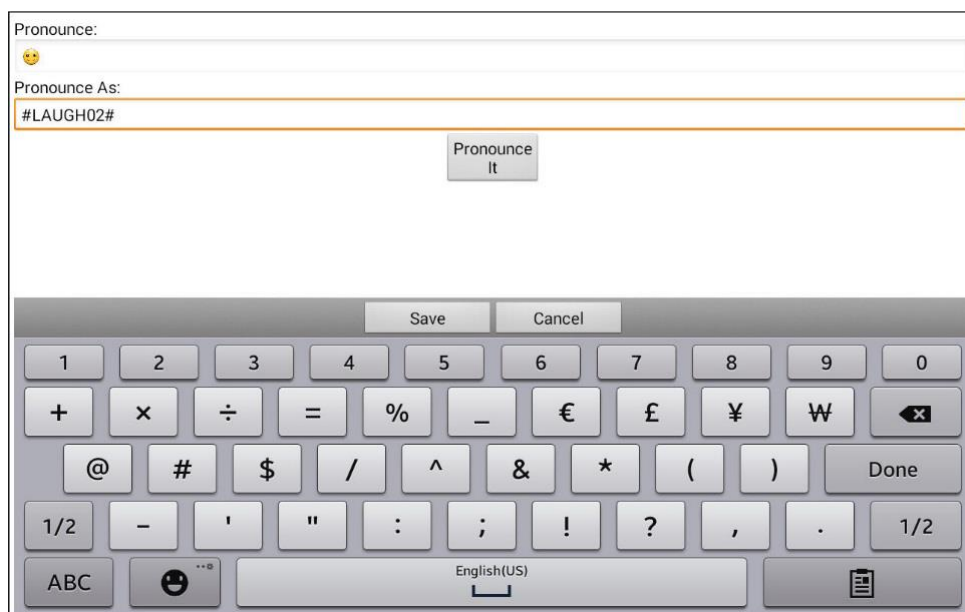 Pronounce:
🙂
Pronounce As:
#LAUGH02#
Pronounce
It
Save Cancel
1 2 3 4 5 6 7 8 9 0
+ × ÷ = % _ € £ ¥ ₩
@ # $ / ^ & * ( ) Done
1/2 - ' " : ; ! ? , . 1/2
ABC English(US)